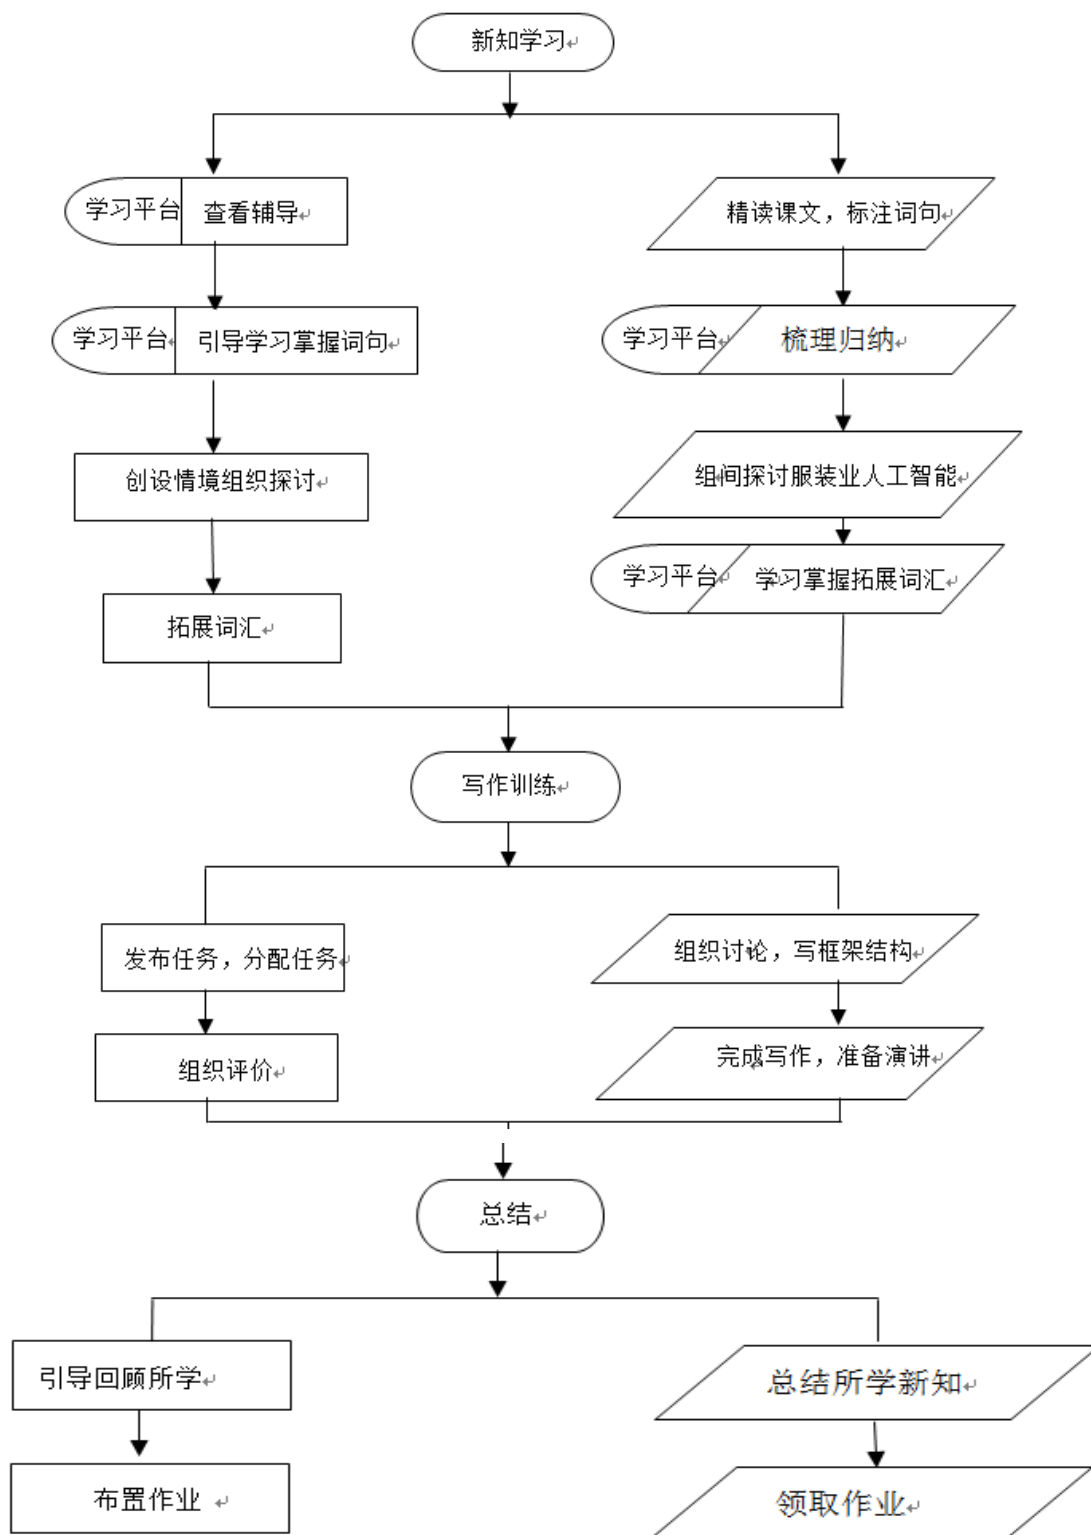 新知学习
学习平台 查看辅导
精读课文，标注词句
学习平台 引导学习掌握词句
学习平台 梳理归纳
创设情境组织探讨
组间探讨服装业人工智能
学习平台 学习掌握拓展词汇
拓展词汇
写作训练
发布任务，分配任务
组织讨论，写框架结构
组织评价
完成写作，准备演讲
总结
引导回顾所学
总结所学新知
布置作业
领取作业